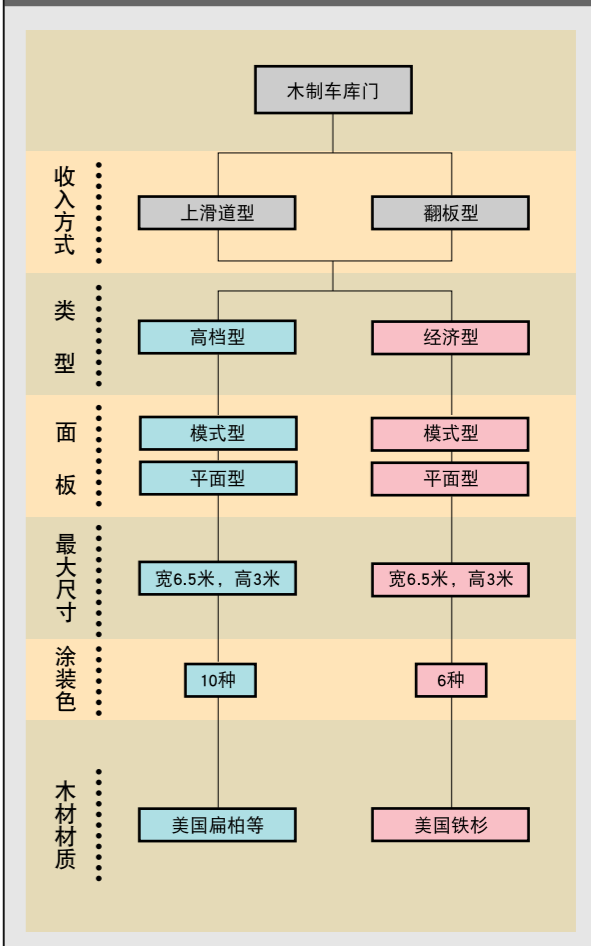 木制车库门
收入方式
上滑道型
翻板型
类型
高档型
经济型
面板
模式型
模式型
平面型
平面型
最大尺寸
宽6.5米，高3米
宽6.5米，高3米
涂装色
10种
6种
木材材质
美国扁柏等
美国铁杉